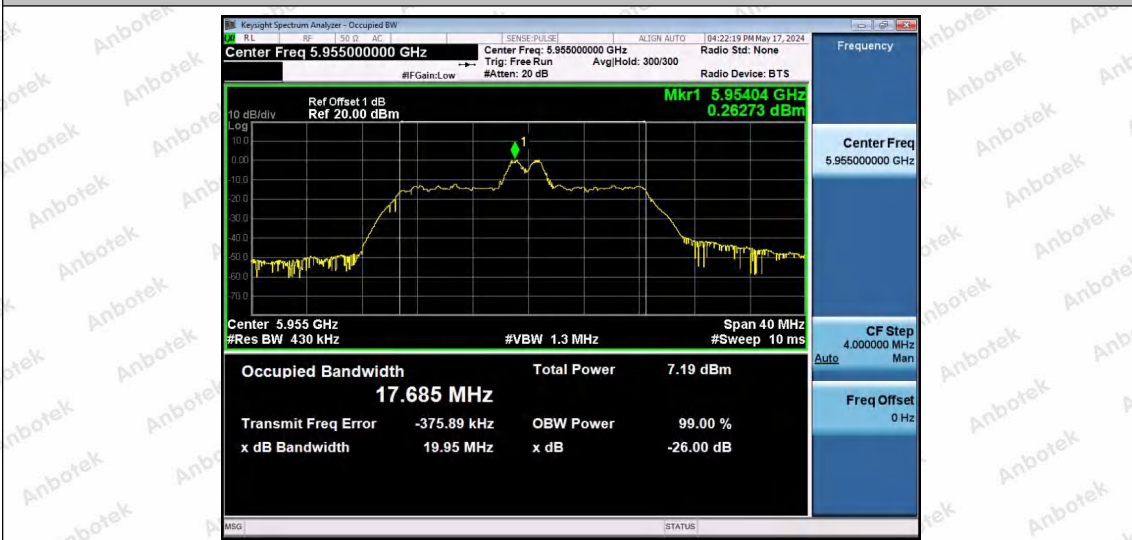 Keysight Spectrum Analyzer - Occupied BW
RL RF 50 Ω AC SENSE:PULSE ALIGN AUTO 04:22:19 PM May 17, 2024
Center Freq 5.955000000 GHz
Center Freq: 5.955000000 GHz Radio Std: None
Trig: Free Run Avg|Hold: 300/300
#IFGain:Low #Atten: 20 dB Radio Device: BTS
Frequency
Mkr1 5.95404 GHz
0.26273 dBm
Ref Offset 1 dB
10 dB/div Ref 20.00 dBm
Log
10.0
0.00
-10.0
-20.0
-30.0
-40.0
-50.0
-60.0
-70.0
1
Center Freq
5.955000000 GHz
Center 5.955 GHz Span 40 MHz
#Res BW 430 kHz #VBW 1.3 MHz #Sweep 10 ms
CF Step
4.000000 MHz
Auto Man
Occupied Bandwidth Total Power 7.19 dBm
17.685 MHz
Transmit Freq Error -375.89 kHz OBW Power 99.00 %
x dB Bandwidth 19.95 MHz x dB -26.00 dB
Freq Offset
0 Hz
MSG STATUS
Anbotek